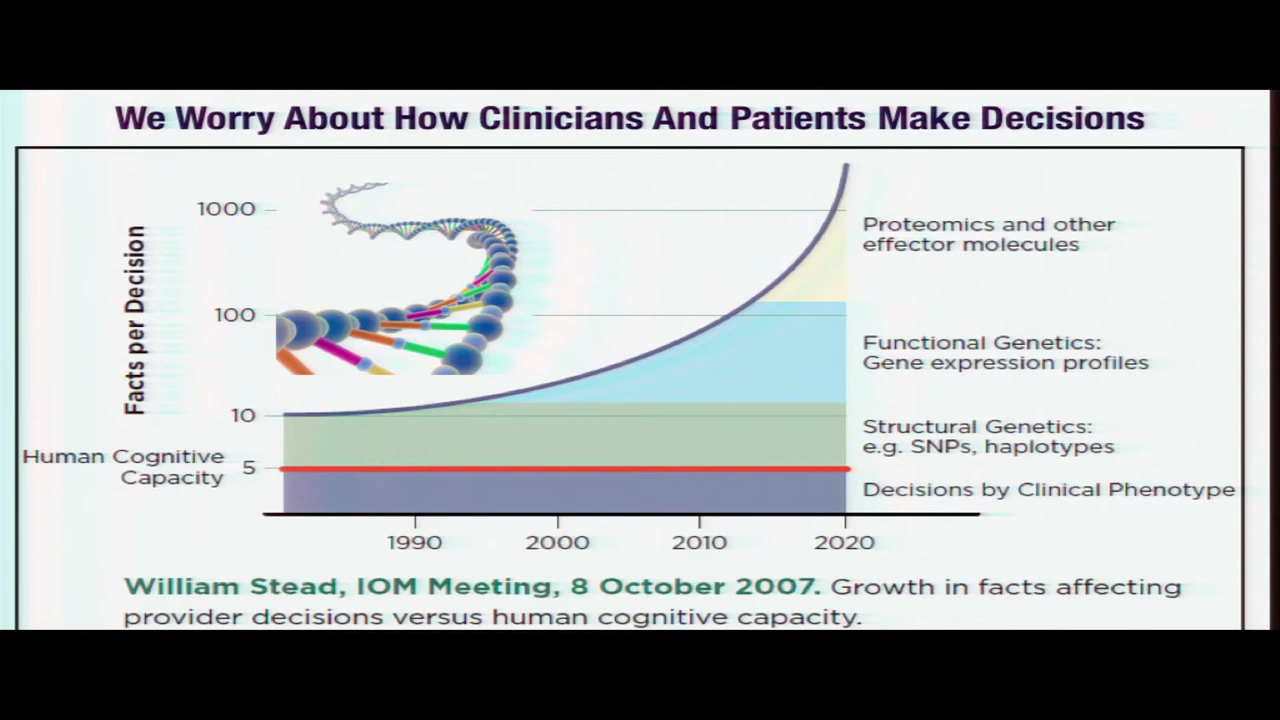 We Worry About How Clinicians And Patients Make Decisions
Facts per Decision
1000
100
10
Human Cognitive
Capacity
5
Proteomics and other
effector molecules
Functional Genetics:
Gene expression profiles
Structural Genetics:
e.g. SNPs, haplotypes
Decisions by Clinical Phenotype
1990 2000 2010 2020
William Stead, IOM Meeting, 8 October 2007. Growth in facts affecting
provider decisions versus human cognitive capacity.